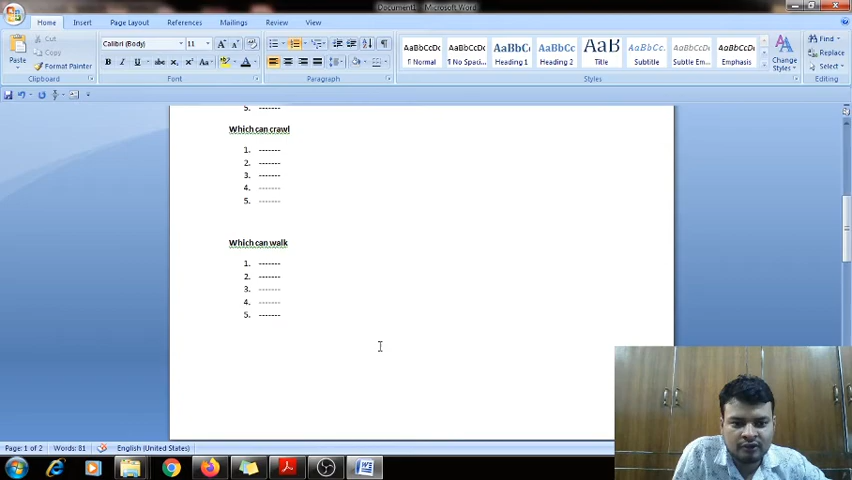 Document1 - Microsoft Word
Home Insert Page Layout References Mailings Review View
Cut
Copy
Format Painter
Paste
Clipboard
Calibri (Body) 11
Font
Paragraph
AaBbCcDc AaBbCcDc AaBbCc AaBbCc AaB AaBbCc. AaBbCcDc AaBbCcDc
¶ Normal ¶ No Spaci... Heading 1 Heading 2 Title Subtitle Subtle Em... Emphasis
Change Styles
Styles
Find
Replace
Select
Editing
5. -------
Which can crawl
1. -------
2. -------
3. -------
4. -------
5. -------
Which can walk
1. -------
2. -------
3. -------
4. -------
5. -------
Page: 1 of 2 Words: 81 English (United States)